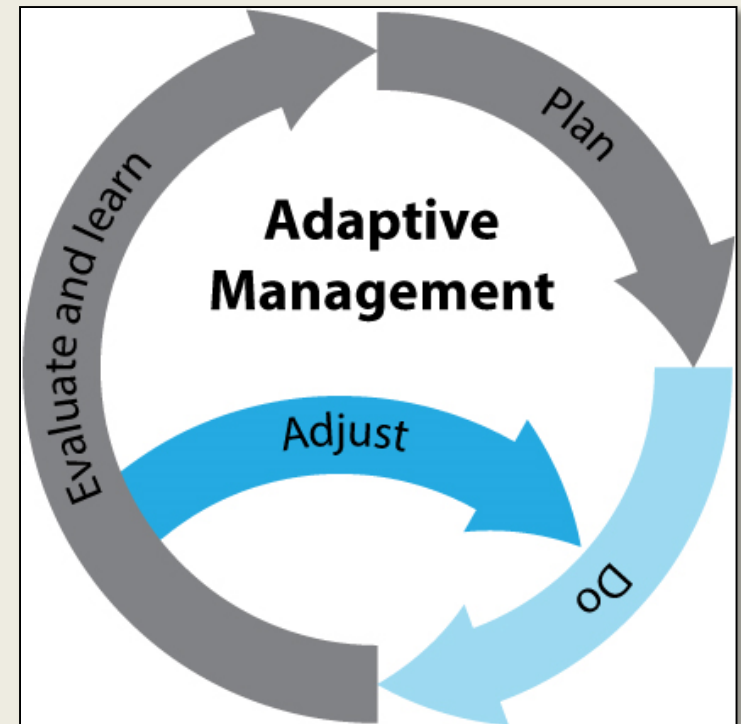 Plan
Adaptive
Management
Evaluate and learn
Adjust
Do